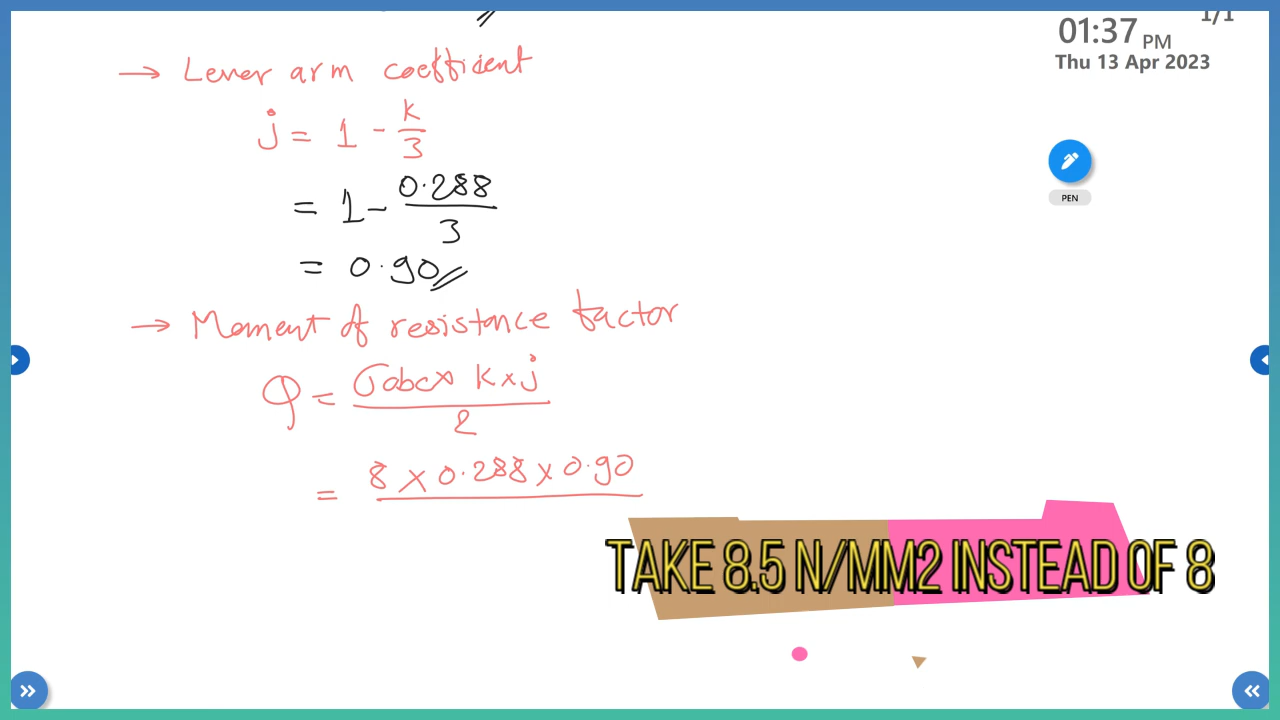 1/1
01:37 PM
Thu 13 Apr 2023
→ Lever arm coefficient
j = 1 - k/3
= 1 - 0.288/3
= 0.90
PEN
→ Moment of resistance factor
Q = σcbc × k × j / 2
= 8 × 0.288 × 0.90
TAKE 8.5 N/MM2 INSTEAD OF 8